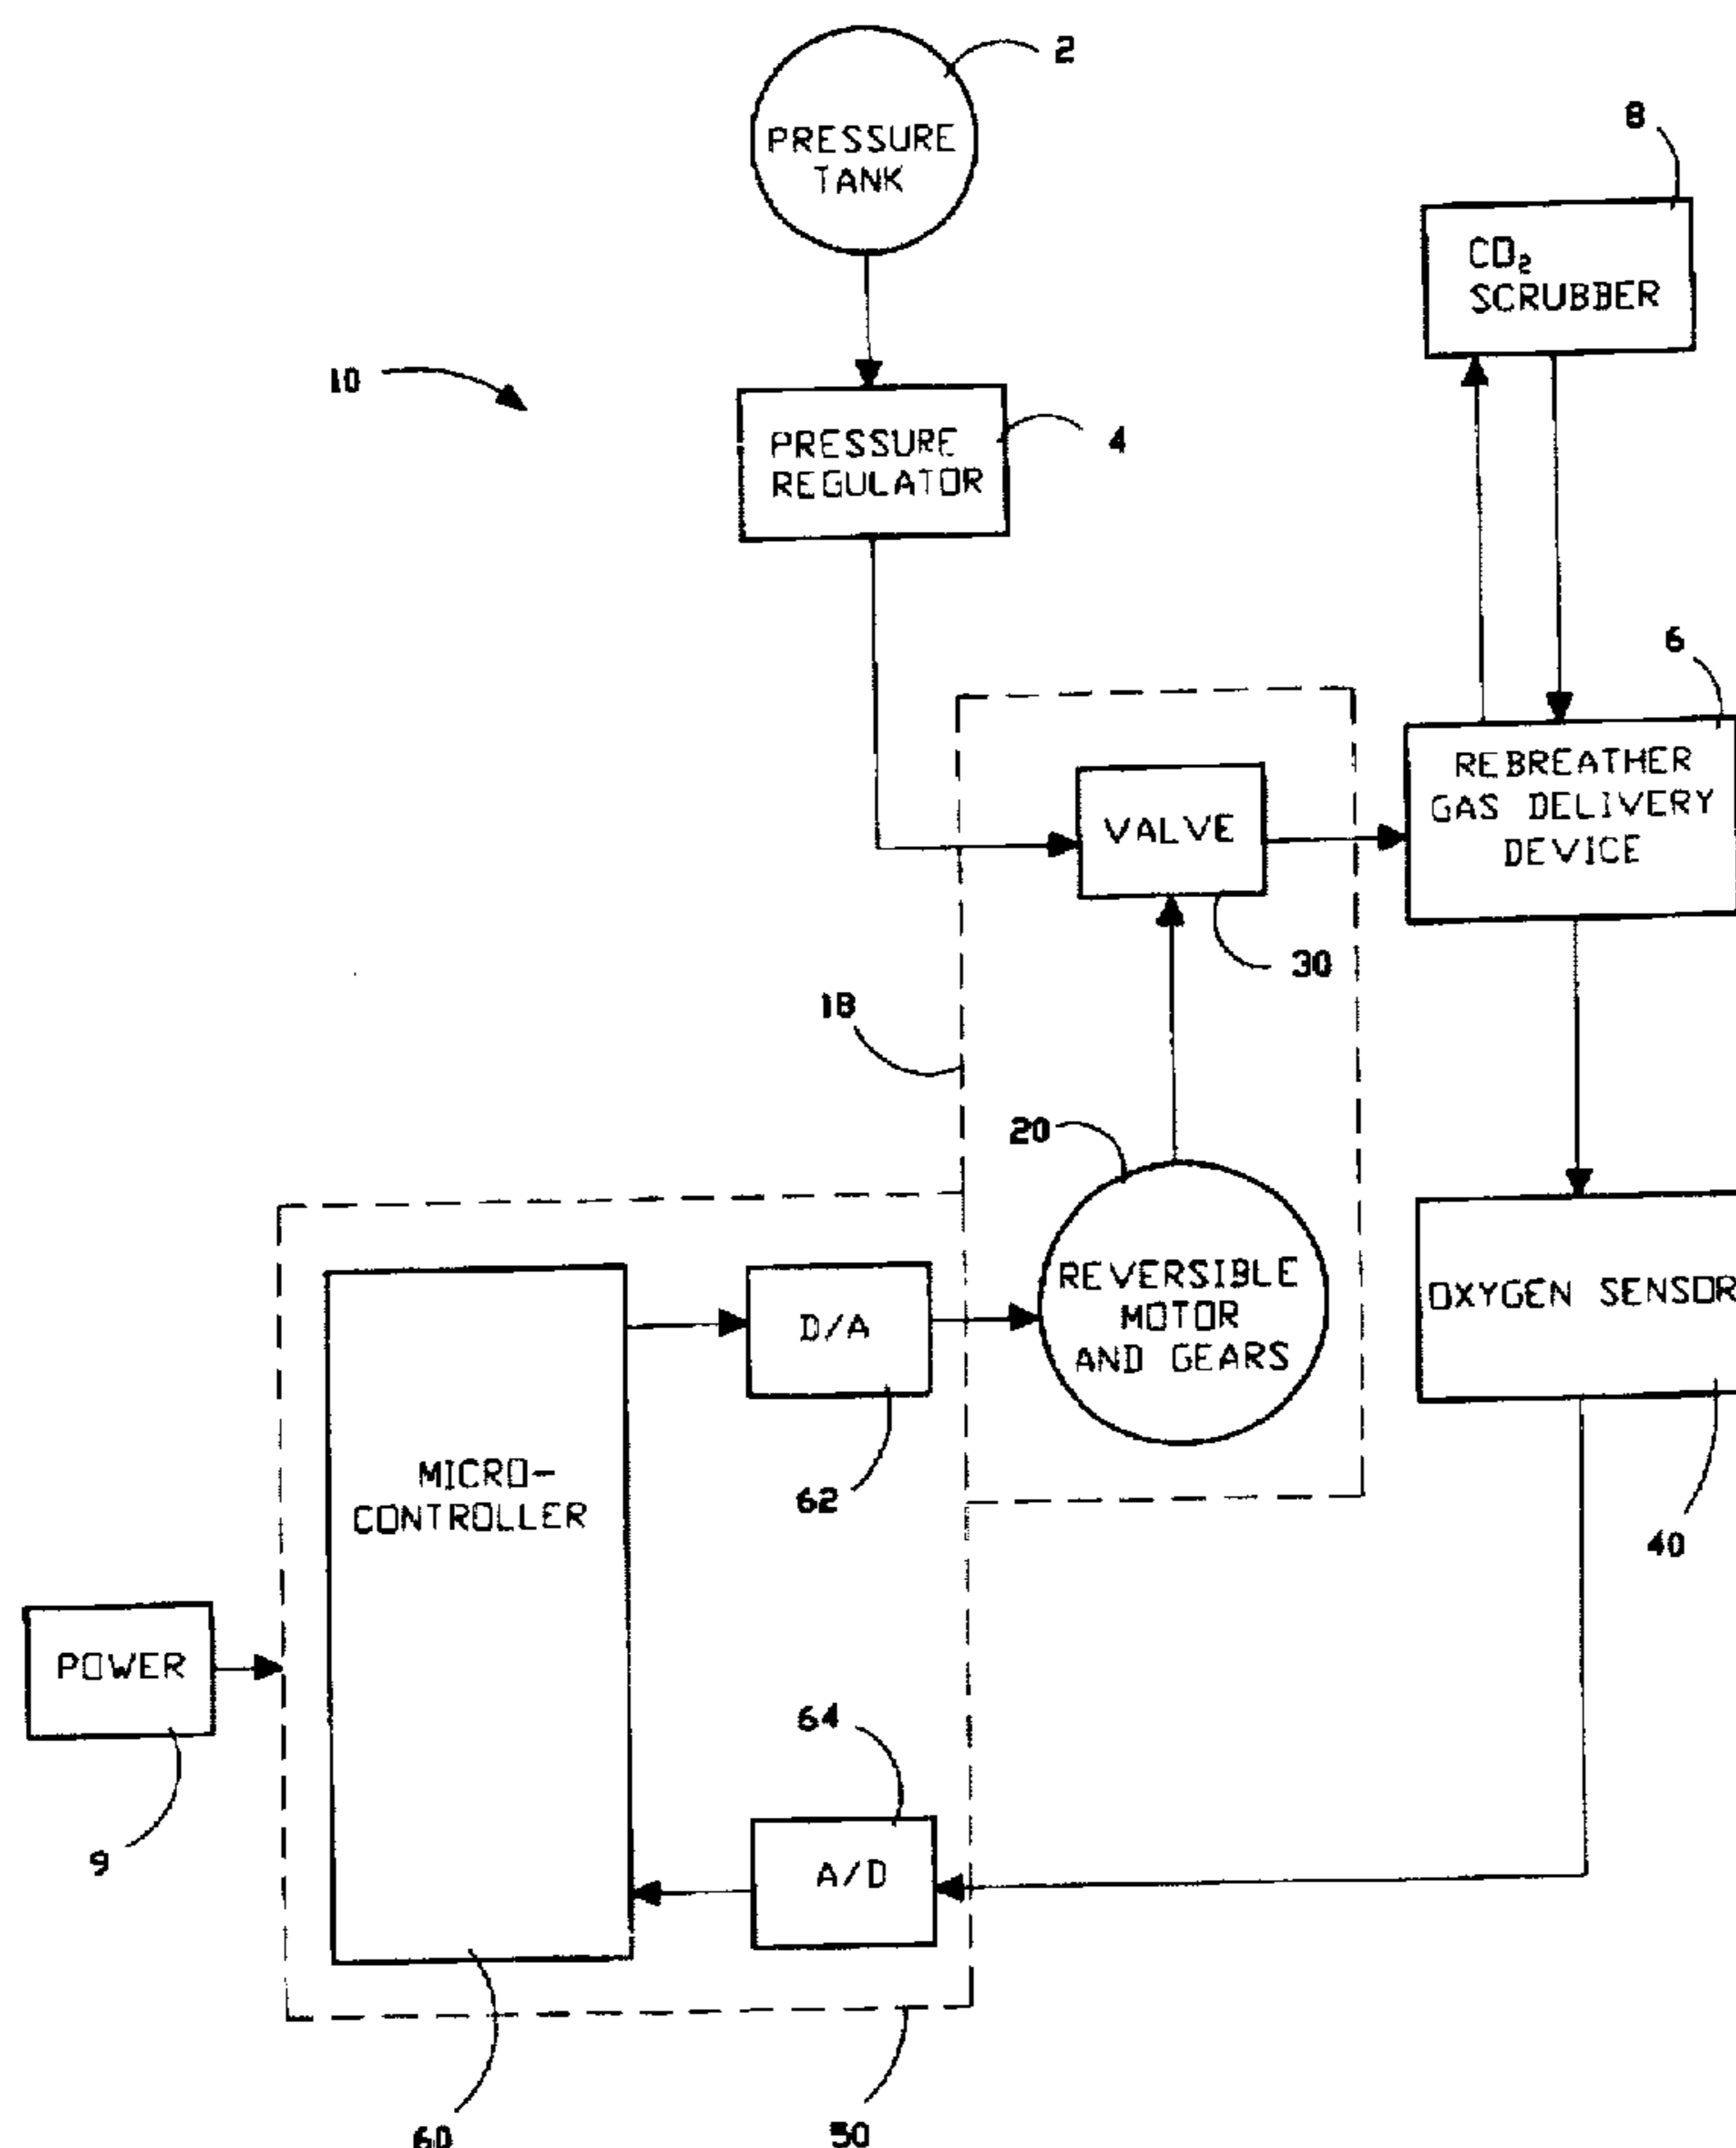 2
PRESSURE
TANK
8
CO₂
SCRUBBER
10
PRESSURE
REGULATOR
4
6
REBREATHER
GAS DELIVERY
DEVICE
VALVE
30
18
20
REVERSIBLE
MOTOR
AND GEARS
OXYGEN SENSOR
D/A
62
40
MICRO-
CONTROLLER
POWER
9
64
A/D
60
50